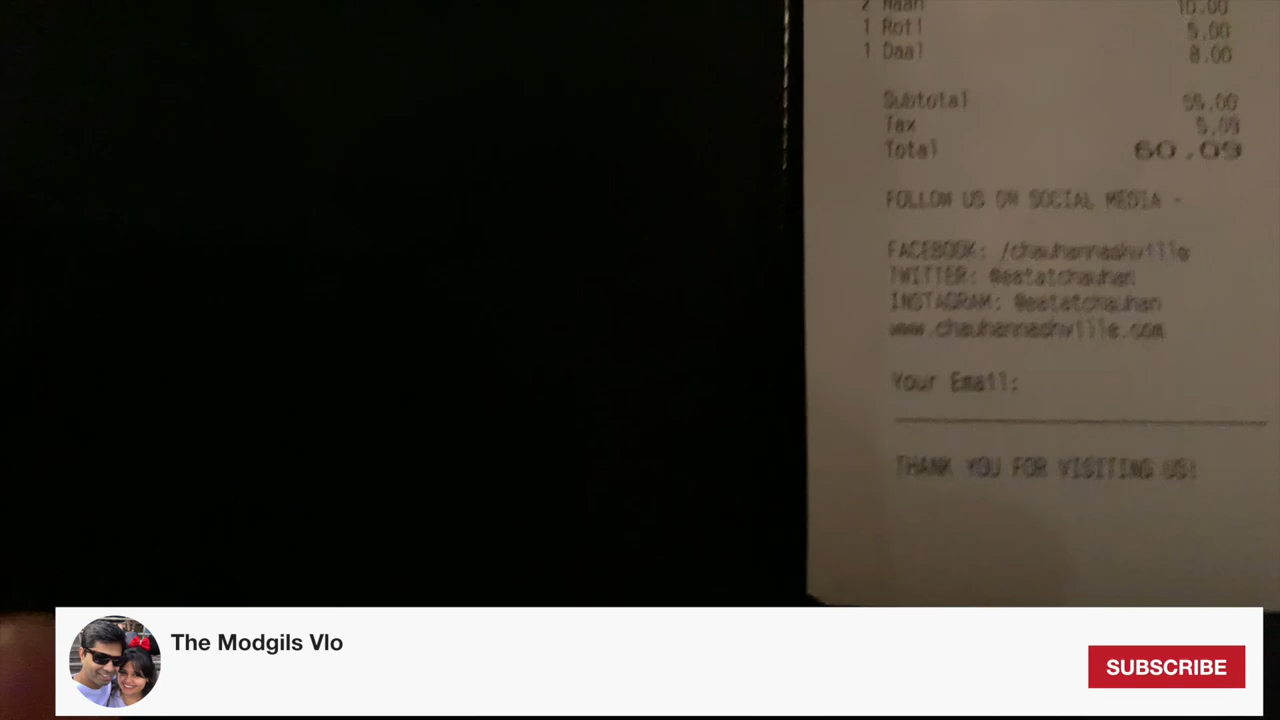 2 Naan 10.00
1 Roti 5.00
1 Daal 8.00
Subtotal 55.00
Tax 5.09
Total 60.09
FOLLOW US ON SOCIAL MEDIA -
FACEBOOK: /chauhannashville
TWITTER: @eatatchauhan
INSTAGRAM: @eatatchauhan
www.chauhannashville.com
Your Email:
THANK YOU FOR VISITING US!
The Modgils Vlo
SUBSCRIBE